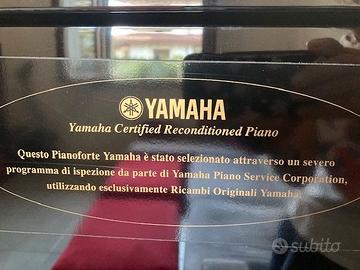 YAMAHA
Yamaha Certified Reconditioned Piano
Questo Pianoforte Yamaha è stato selezionato attraverso un severo
programma di ispezione da parte di Yamaha Piano Service Corporation,
utilizzando esclusivamente Ricambi Originali Yamaha.
subito